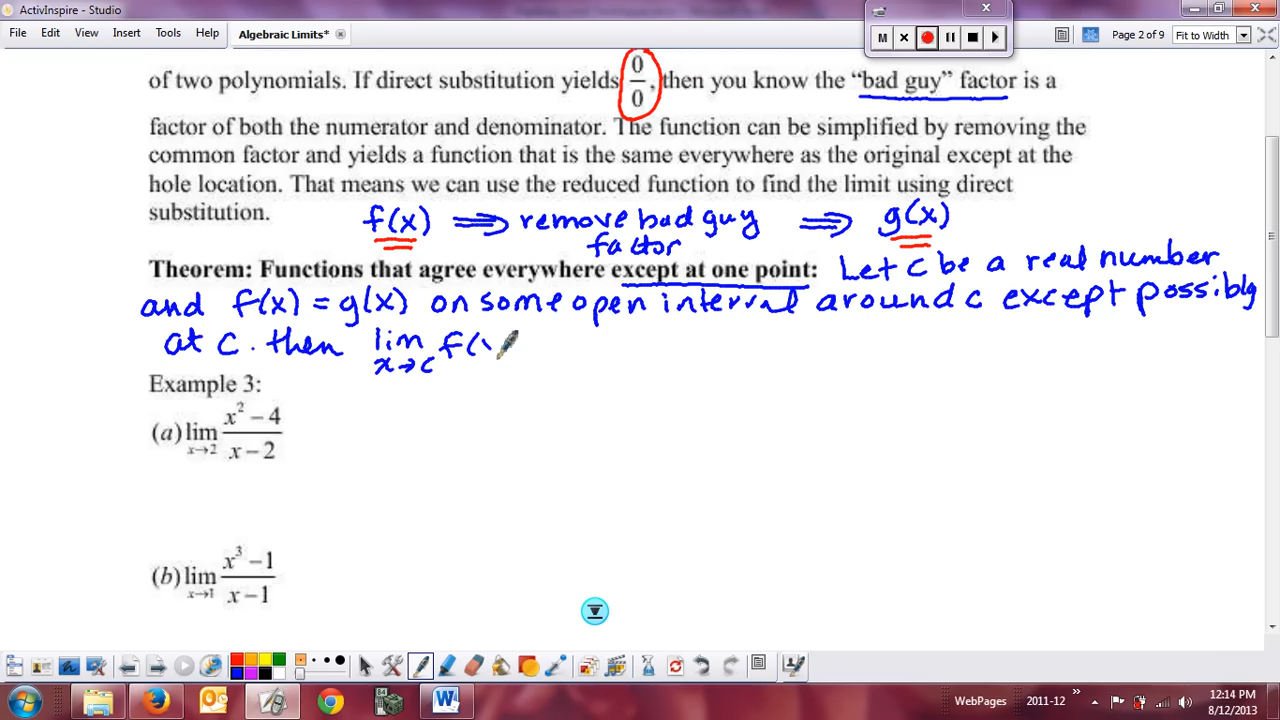 ActivInspire - Studio
File Edit View Insert Tools Help
Algebraic Limits*
M
Page 2 of 9
Fit to Width
of two polynomials. If direct substitution yields 0/0, then you know the “bad guy” factor is a
factor of both the numerator and denominator. The function can be simplified by removing the
common factor and yields a function that is the same everywhere as the original except at the
hole location. That means we can use the reduced function to find the limit using direct
substitution.
f(x) ⟹ remove bad guy factor ⟹ g(x)
Theorem: Functions that agree everywhere except at one point: Let c be a real number
and f(x) = g(x) on some open interval around c except possibly
at c. then lim x→c f(
Example 3:
(a) lim x→2 x² − 4 / x − 2
(b) lim x→1 x³ − 1 / x − 1
WebPages
2011-12
12:14 PM
8/12/2013